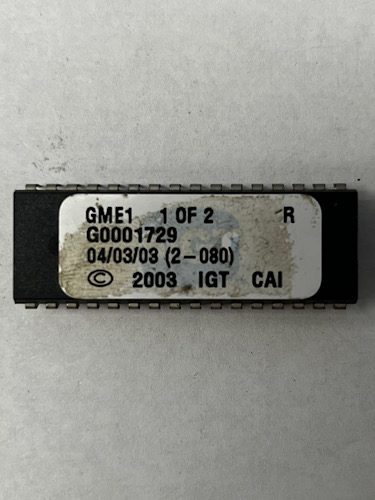 GME1 1 OF 2 R
G0001729
04/03/03 (2-080)
© 2003 IGT CAI